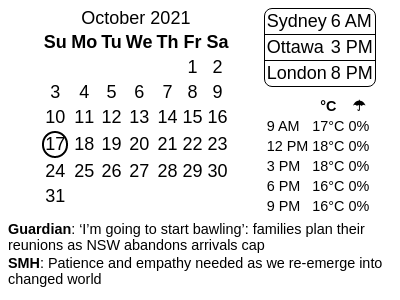 October 2021
Su Mo Tu We Th Fr Sa
1 2
3 4 5 6 7 8 9
10 11 12 13 14 15 16
17 18 19 20 21 22 23
24 25 26 27 28 29 30
31
Sydney 6 AM
Ottawa 3 PM
London 8 PM
°C ☂
9 AM 17°C 0%
12 PM 18°C 0%
3 PM 18°C 0%
6 PM 16°C 0%
9 PM 16°C 0%
Guardian: ‘I’m going to start bawling’: families plan their
reunions as NSW abandons arrivals cap
SMH: Patience and empathy needed as we re-emerge into
changed world